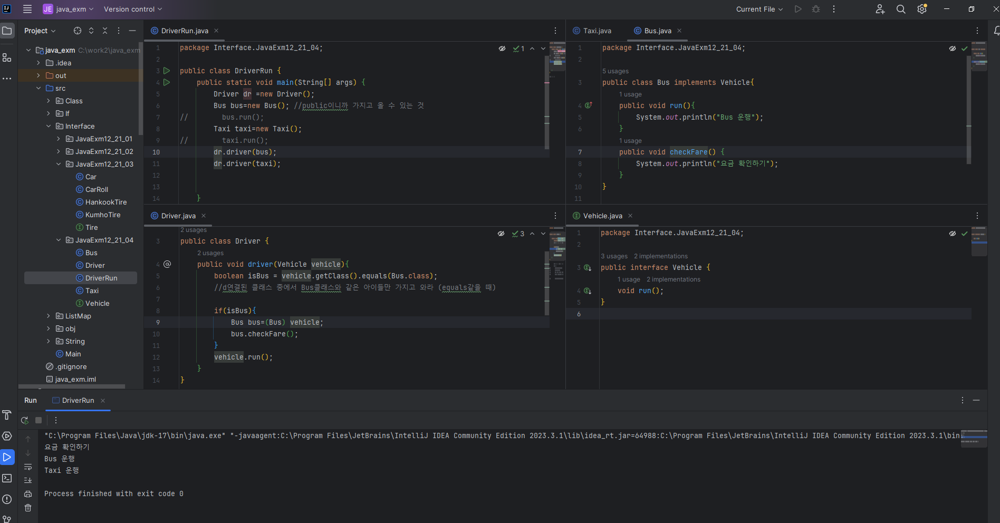 JE java_exm Version control Current File
Project
java_exm C:\work2\java_exm
.idea
out
src
Class
If
Interface
JavaExm12_21_01
JavaExm12_21_02
JavaExm12_21_03
Car
CarRoll
HankookTire
KumhoTire
Tire
JavaExm12_21_04
Bus
Driver
DriverRun
Taxi
Vehicle
ListMap
obj
String
Main
.gitignore
java_exm.iml
DriverRun.java
1 package Interface.JavaExm12_21_04;
1
2
3 public class DriverRun {
4 public static void main(String[] args) {
5 Driver dr =new Driver();
6 Bus bus=new Bus(); //public이니까 가지고 올 수 있는 것
7 // bus.run();
8 Taxi taxi=new Taxi();
9 // taxi.run();
10 dr.driver(bus);
11 dr.driver(taxi);
12
13
14 }
Taxi.java Bus.java
1 package Interface.JavaExm12_21_04;
2
5 usages
3 public class Bus implements Vehicle{
1 usage
4 public void run(){
5 System.out.println("Bus 운행");
6 }
1 usage
7 public void checkFare() {
8 System.out.println("요금 확인하기");
9 }
10 }
11
Driver.java
2 usages
3
3 public class Driver {
2 usages
4 public void driver(Vehicle vehicle){
5 boolean isBus = vehicle.getClass().equals(Bus.class);
6 //d연결된 클래스 중에서 Bus클래스와 같은 아이들만 가지고 와라 (equals같을 때)
7
8 if(isBus){
9 Bus bus=(Bus) vehicle;
10 bus.checkFare();
11 }
12 vehicle.run();
13 }
14 }
Vehicle.java
1 package Interface.JavaExm12_21_04;
2
3 usages 2 implementations
3 public interface Vehicle {
1 usage 2 implementations
4 void run();
5 }
6
Run DriverRun
"C:\Program Files\Java\jdk-17\bin\java.exe" "-javaagent:C:\Program Files\JetBrains\IntelliJ IDEA Community Edition 2023.3.1\lib\idea_rt.jar=64988:C:\Program Files\JetBrains\IntelliJ IDEA Community Edition 2023.3.1\bin
요금 확인하기
Bus 운행
Taxi 운행
Process finished with exit code 0